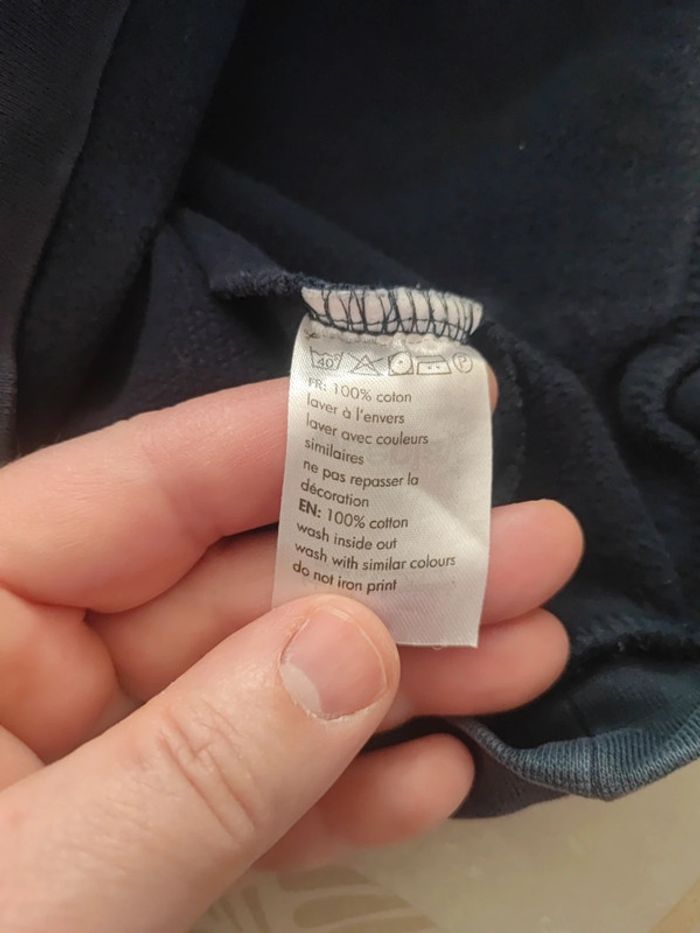 40
P
FR: 100% coton
laver à l'envers
laver avec couleurs
similaires
ne pas repasser la
décoration
EN: 100% cotton
wash inside out
wash with similar colours
do not iron print